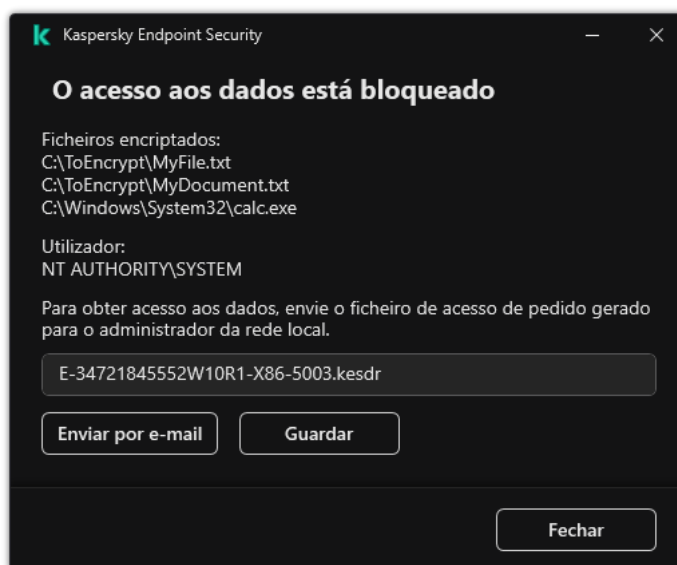 Kaspersky Endpoint Security
O acesso aos dados está bloqueado
Ficheiros encriptados:
C:\ToEncrypt\MyFile.txt
C:\ToEncrypt\MyDocument.txt
C:\Windows\System32\calc.exe
Utilizador:
NT AUTHORITY\SYSTEM
Para obter acesso aos dados, envie o ficheiro de acesso de pedido gerado
para o administrador da rede local.
E-34721845552W10R1-X86-5003.kesdr
Enviar por e-mail
Guardar
Fechar